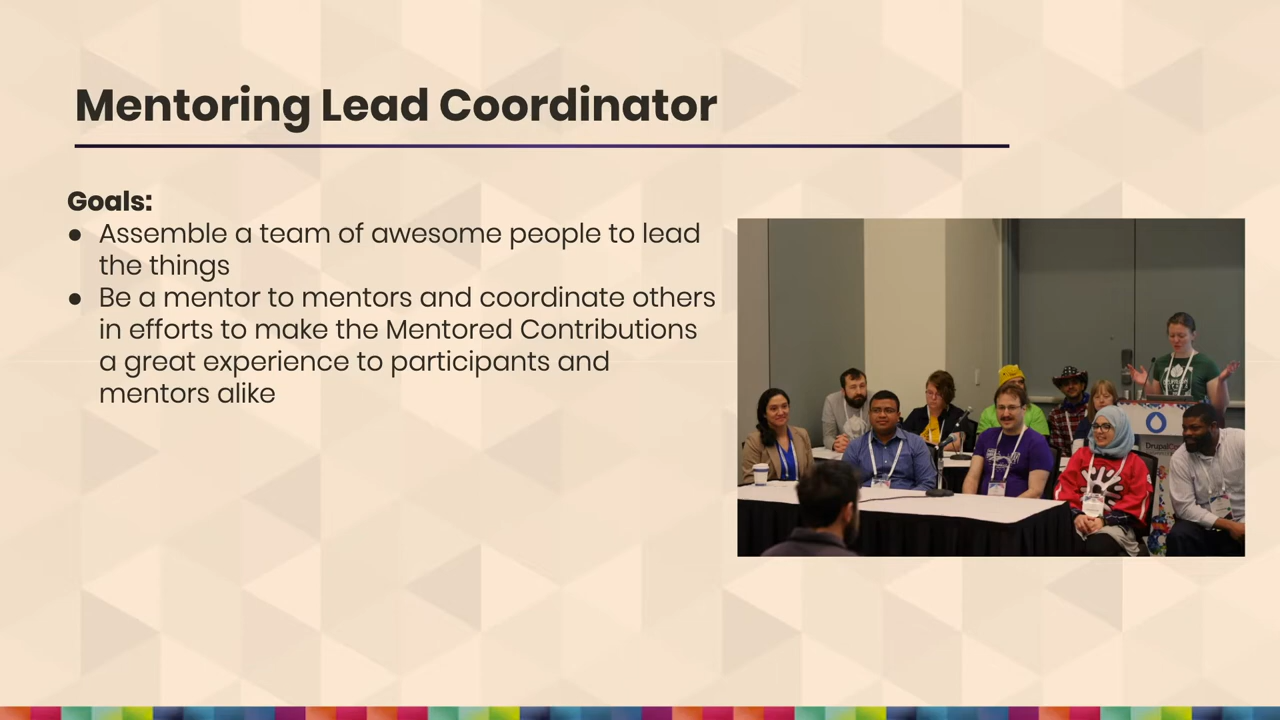 Mentoring Lead Coordinator
Goals:
● Assemble a team of awesome people to lead
the things
● Be a mentor to mentors and coordinate others
in efforts to make the Mentored Contributions
a great experience to participants and
mentors alike